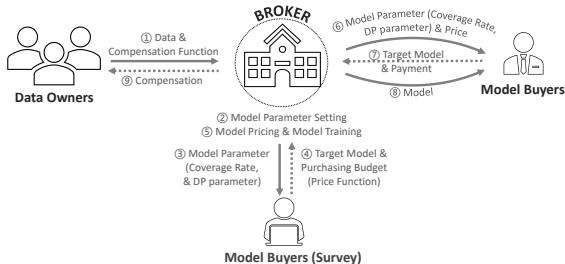 BROKER
① Data &
Compensation Function
⑨ Compensation
Data Owners
⑥ Model Parameter (Coverage Rate,
DP parameter) & Price
⑦ Target Model
& Payment
⑧ Model
Model Buyers
② Model Parameter Setting
⑤ Model Pricing & Model Training
③ Model Parameter
(Coverage Rate,
& DP parameter)
④ Target Model &
Purchasing Budget
(Price Function)
Model Buyers (Survey)